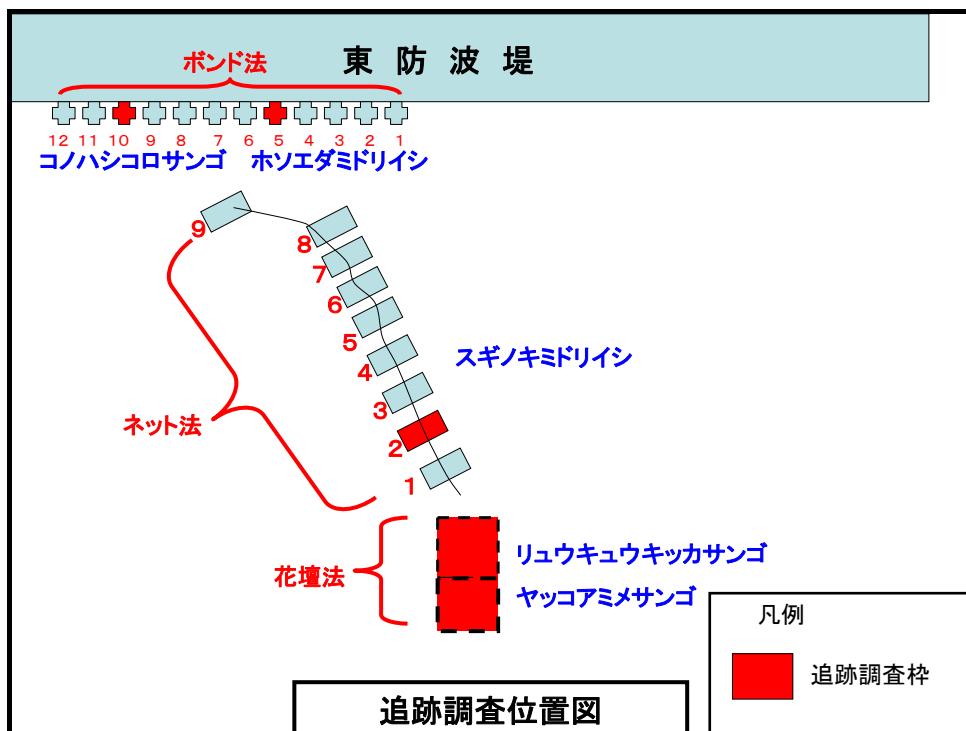 東防波堤
ボンド法
12 11 10 9 8 7 6 5 4 3 2 1
コノハシコロサンゴ ホソエダミドリイシ
9
8
7
6
5
4
3
2
1
スギノキミドリイシ
ネット法
花壇法
リュウキュウキッカサンゴ
ヤッコアミメサンゴ
凡例
追跡調査枠
追跡調査位置図